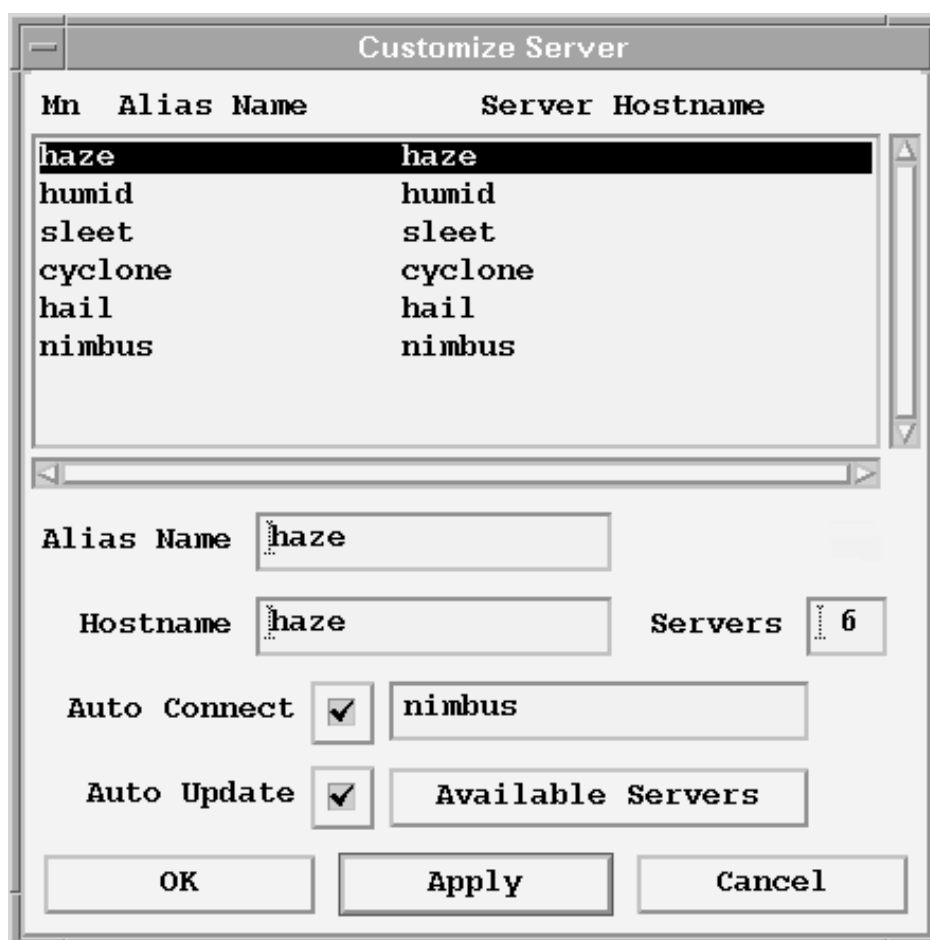 Customize Server
Mn Alias Name Server Hostname
haze haze
humid humid
sleet sleet
cyclone cyclone
hail hail
nimbus nimbus
Alias Name haze
Hostname haze Servers 6
Auto Connect nimbus
Auto Update Available Servers
OK Apply Cancel